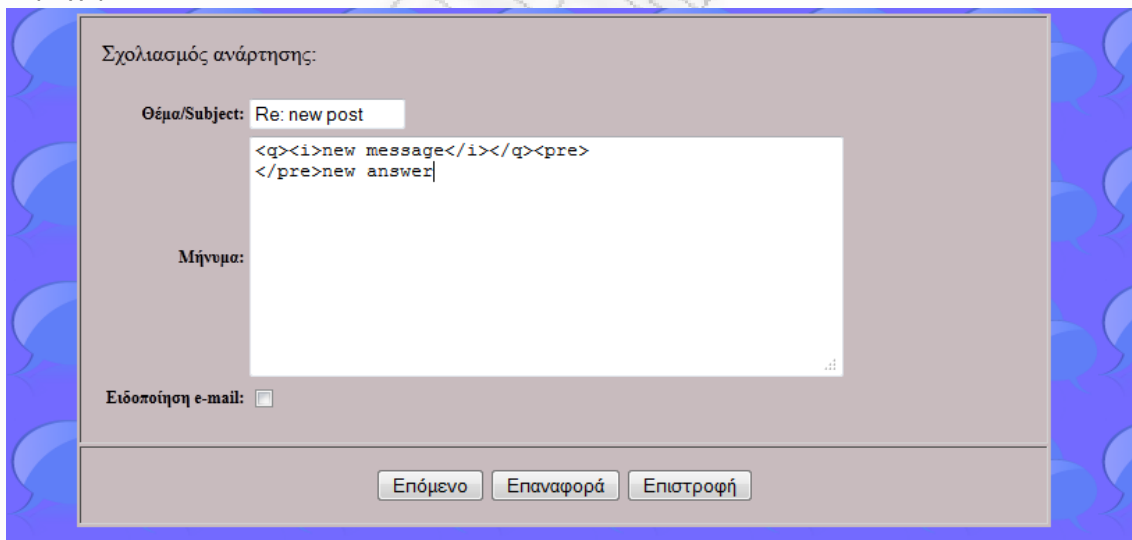 Σχολιασμός ανάρτησης:
Θέμα/Subject: Re: new post
<q><i>new message</i></q><pre>
</pre>new answer
Μήνυμα:
Ειδοποίηση e-mail:
Επόμενο Επαναφορά Επιστροφή